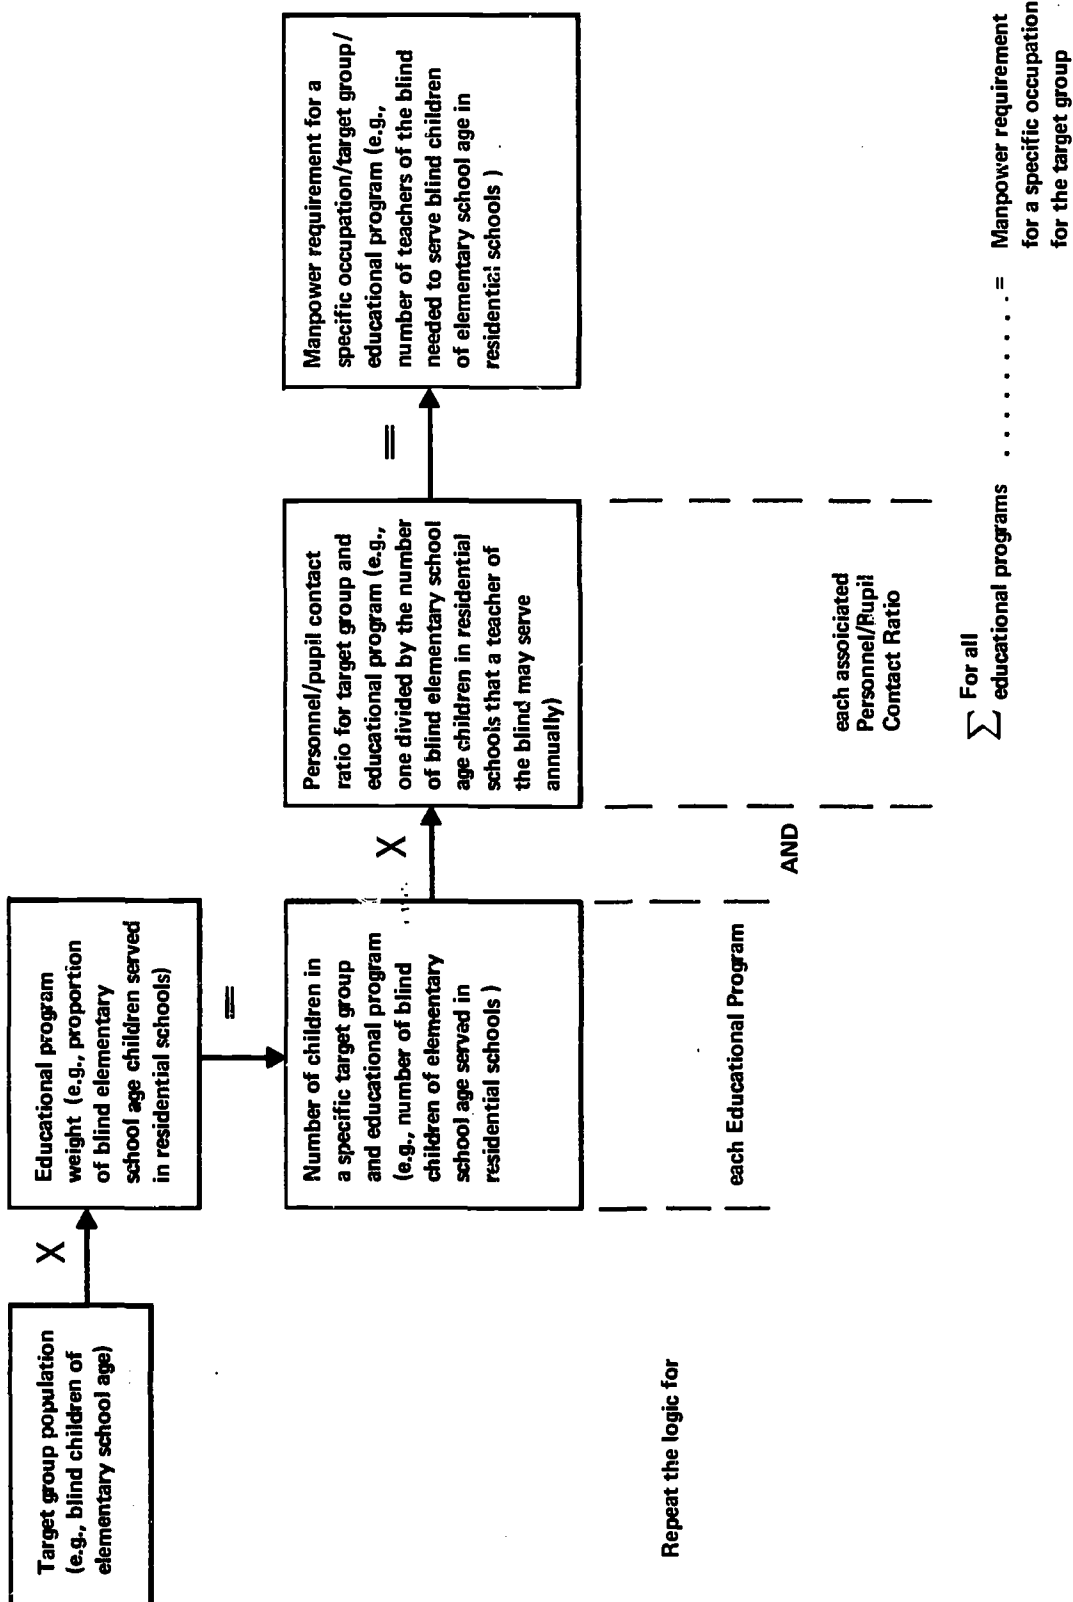 Target group population
(e.g., blind children of
elementary school age)
X
Educational program
weight (e.g., proportion
of blind elementary
school age children served
in residential schools)
=
Number of children in
a specific target group
and educational program
(e.g., number of blind
children of elementary
school age served in
residential schools )
X
Personnel/pupil contact
ratio for target group and
educational program (e.g.,
one divided by the number
of blind elementary school
age children in residential
schools that a teacher of
the blind may serve
annually)
=
Manpower requirement for a
specific occupation/target group/
educational program (e.g.,
number of teachers of the blind
needed to serve blind children
of elementary school age in
residential schools )
Repeat the logic for
each Educational Program
AND
each assoiciated
Personnel/Pupil
Contact Ratio
∑ For all
educational programs . . . . . . . . . =
Manpower requirement
for a specific occupation
for the target group